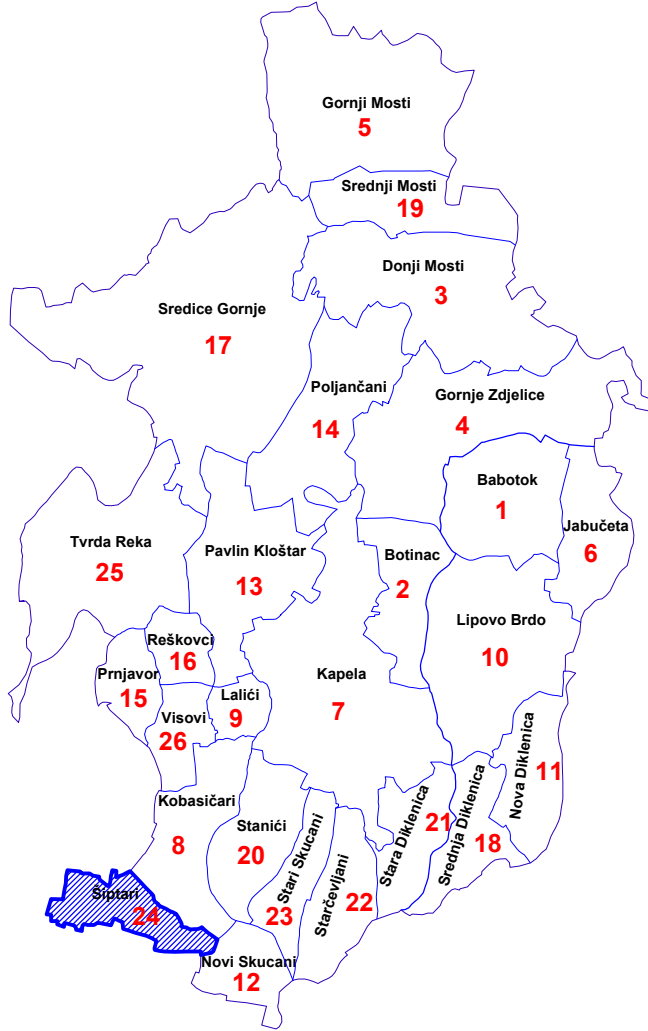 Gornji Mosti
5
Srednji Mosti
19
Donji Mosti
3
Sredice Gornje
17
Poljančani
14
Gornje Zdjelice
4
Babotok
1
Jabučeta
6
Tvrda Reka
25
Pavlin Kloštar
13
Botinac
2
Lipovo Brdo
10
Reškovci
16
Prnjavor
15
Lalići
9
Kapela
7
Visovi
26
Nova Diklenica
11
Kobasičari
8
Stanići
20
Stari Skucani
23
Starčevljani
22
Stara Diklenica
21
Srednja Diklenica
18
Šiptari
24
Novi Skucani
12